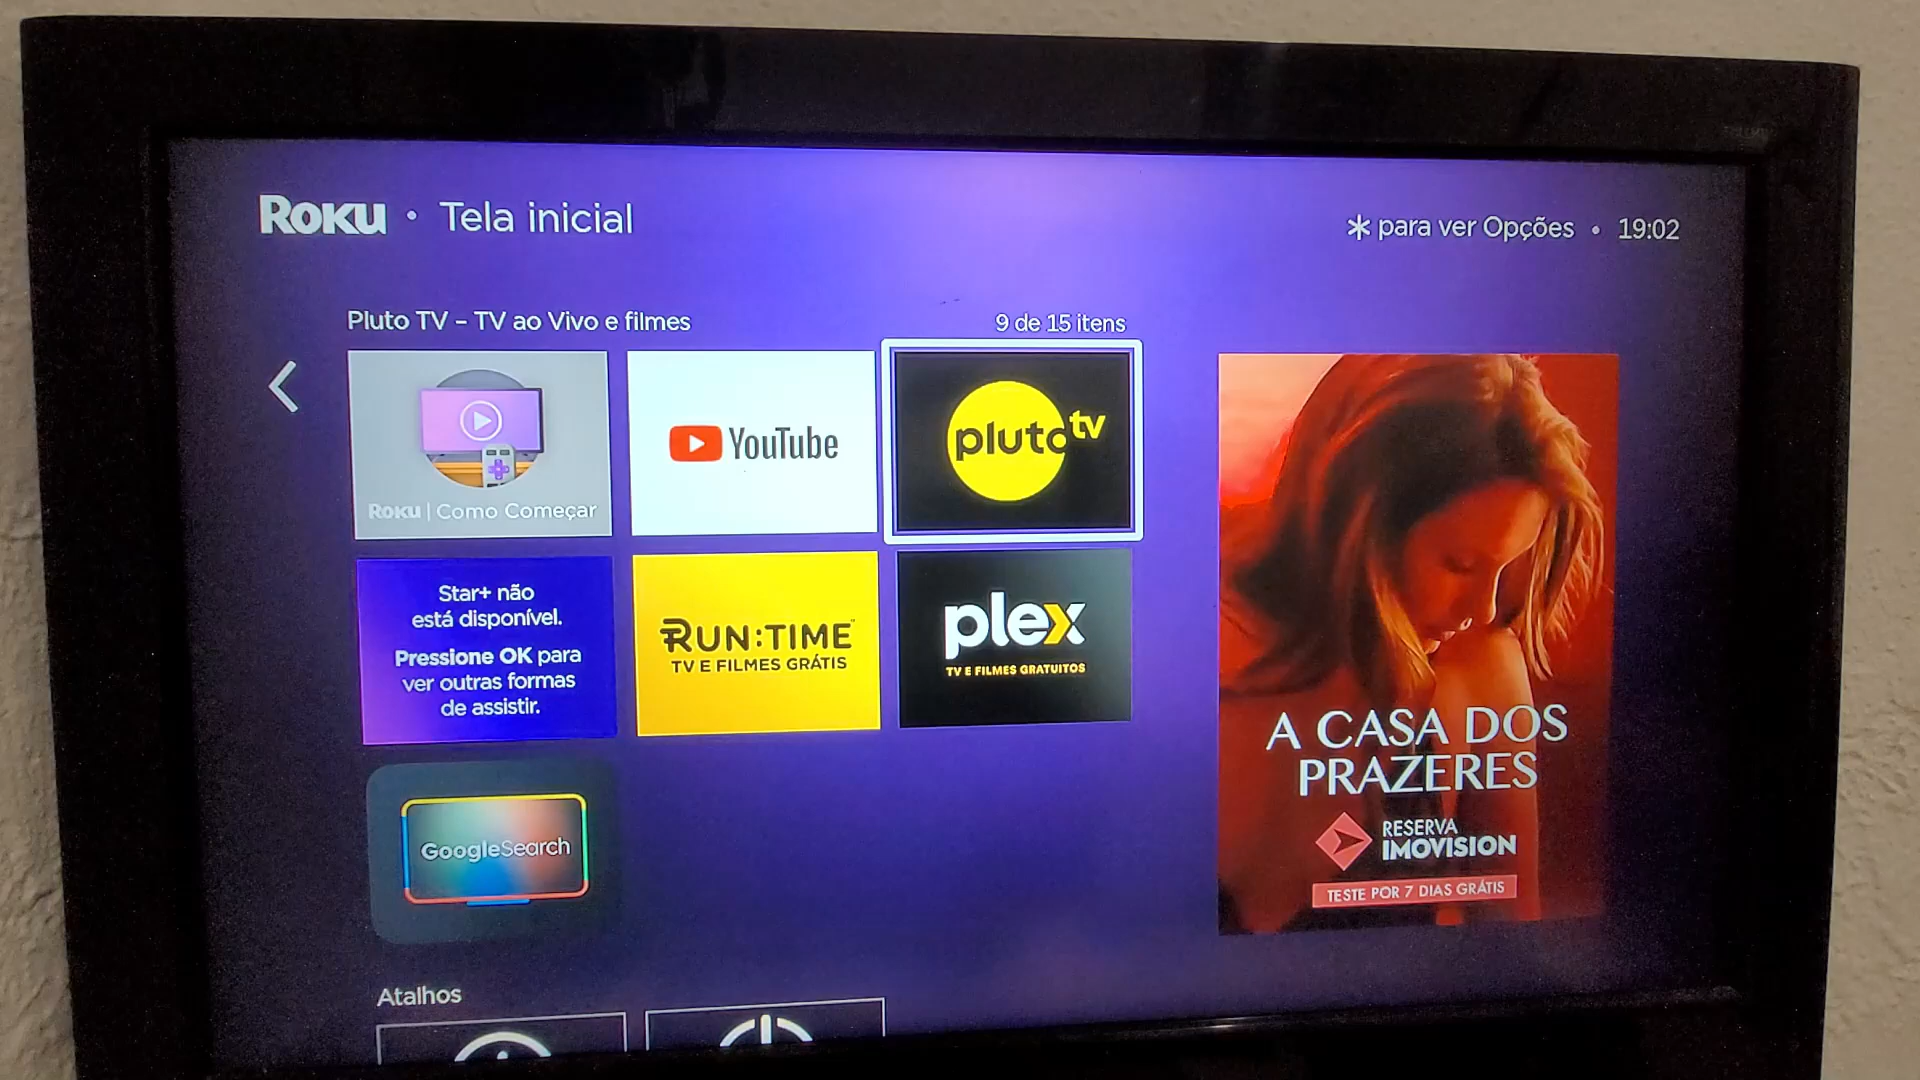 Roku • Tela inicial
* para ver Opções • 19:02
Pluto TV – TV ao Vivo e filmes
9 de 15 itens
Roku | Como Começar
YouTube
pluto tv
Star+ não
está disponível.
Pressione OK para
ver outras formas
de assistir.
RUN:TIME
TV E FILMES GRÁTIS
plex
TV E FILMES GRATUITOS
GoogleSearch
A CASA DOS
PRAZERES
RESERVA
IMOVISION
TESTE POR 7 DIAS GRÁTIS
Atalhos